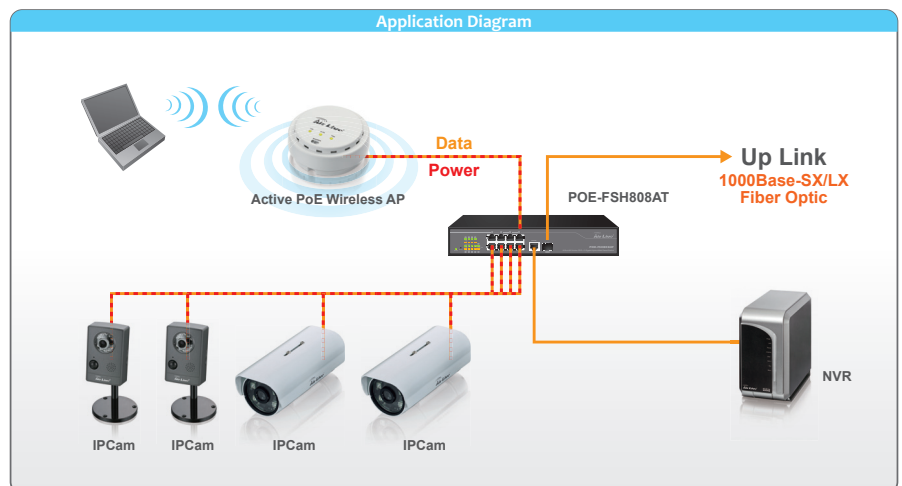 Application Diagram
Data
Power
Up Link
1000Base-SX/LX
Fiber Optic
Active PoE Wireless AP
POE-FSH808AT
NVR
IPCam
IPCam
IPCam
IPCam